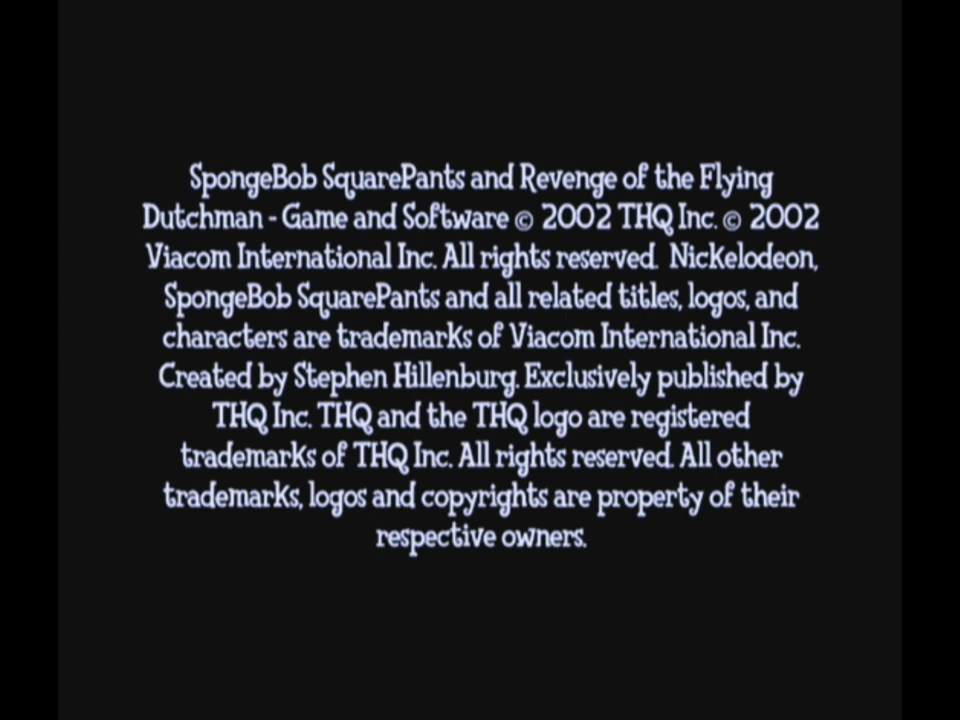 SpongeBob SquarePants and Revenge of the Flying
Dutchman - Game and Software © 2002 THQ Inc. © 2002
Viacom International Inc. All rights reserved. Nickelodeon,
SpongeBob SquarePants and all related titles, logos, and
characters are trademarks of Viacom International Inc.
Created by Stephen Hillenburg. Exclusively published by
THQ Inc. THQ and the THQ logo are registered
trademarks of THQ Inc. All rights reserved. All other
trademarks, logos and copyrights are property of their
respective owners.